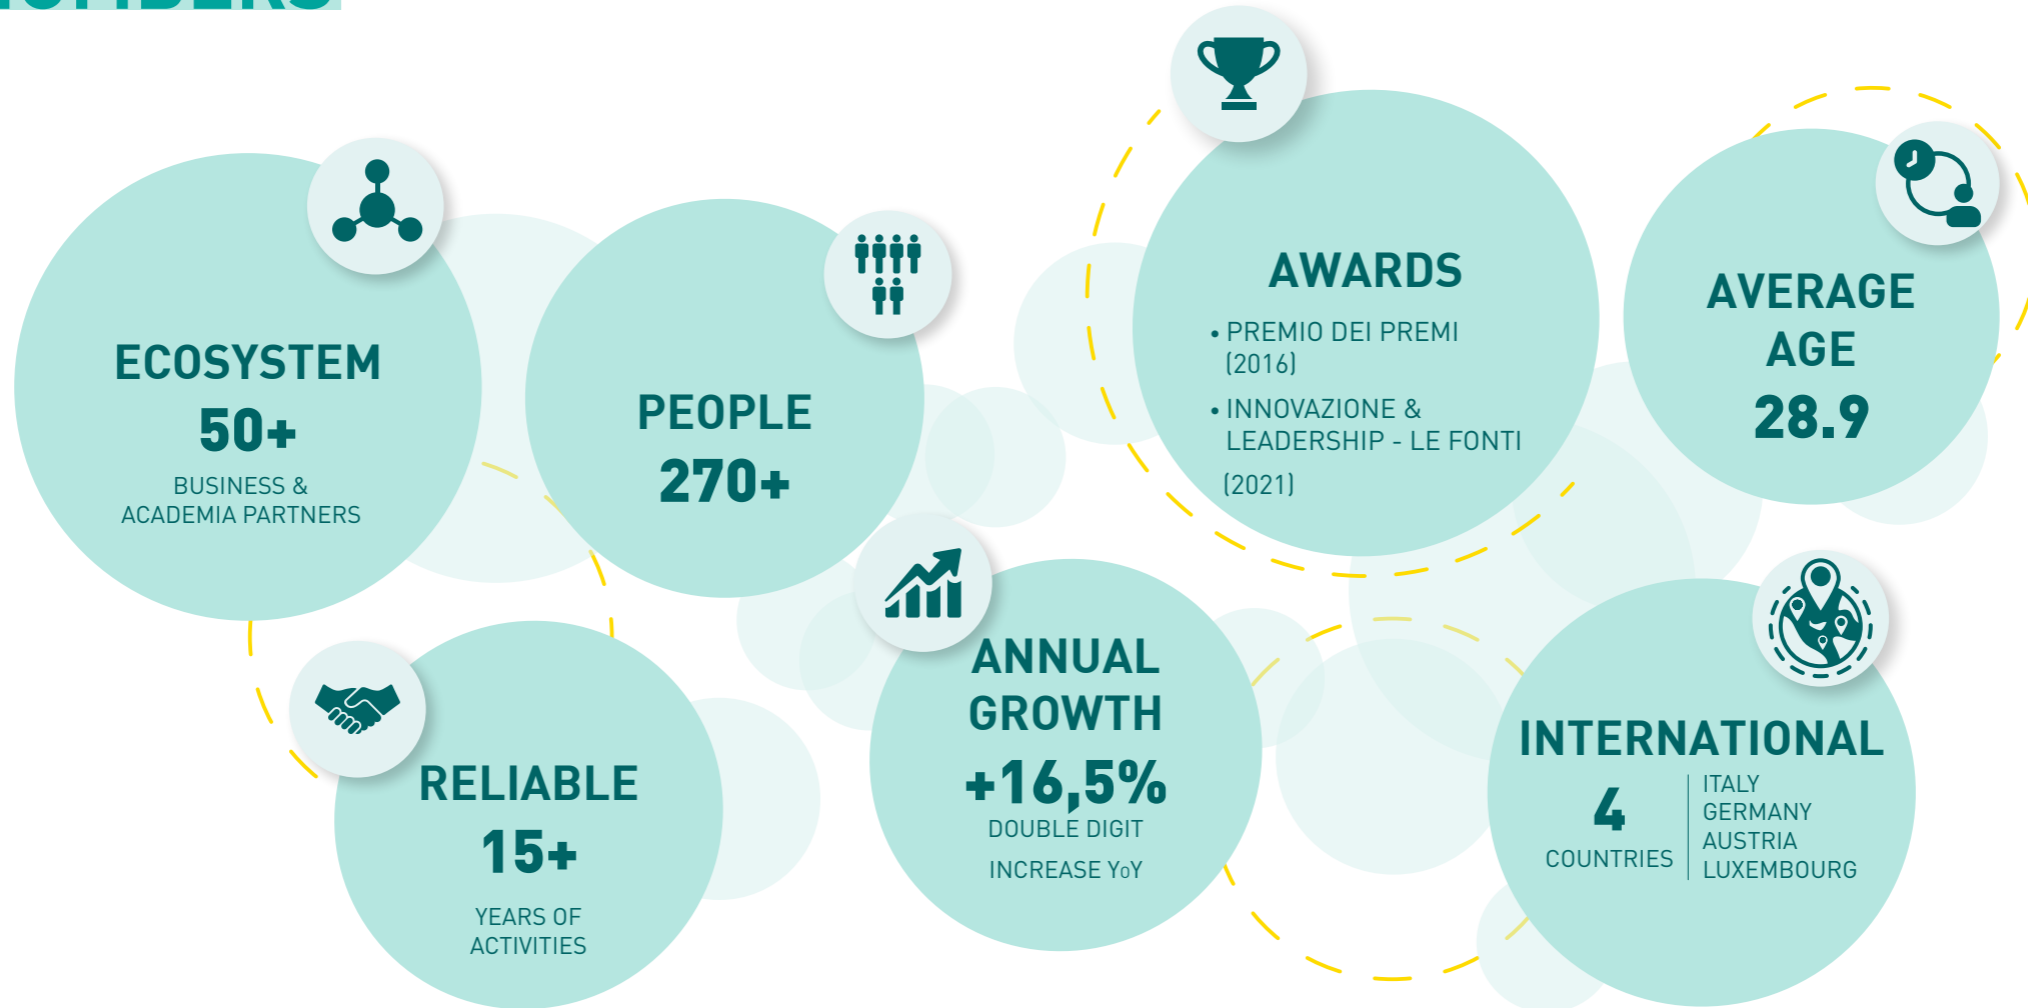 NUMBERS
ECOSYSTEM
50+
BUSINESS &
ACADEMIA PARTNERS
PEOPLE
270+
AWARDS
• PREMIO DEI PREMI
(2016)
• INNOVAZIONE &
LEADERSHIP - LE FONTI
(2021)
AVERAGE
AGE
28.9
RELIABLE
15+
YEARS OF
ACTIVITIES
ANNUAL
GROWTH
+16,5%
DOUBLE DIGIT
INCREASE YoY
INTERNATIONAL
4
COUNTRIES
ITALY
GERMANY
AUSTRIA
LUXEMBOURG